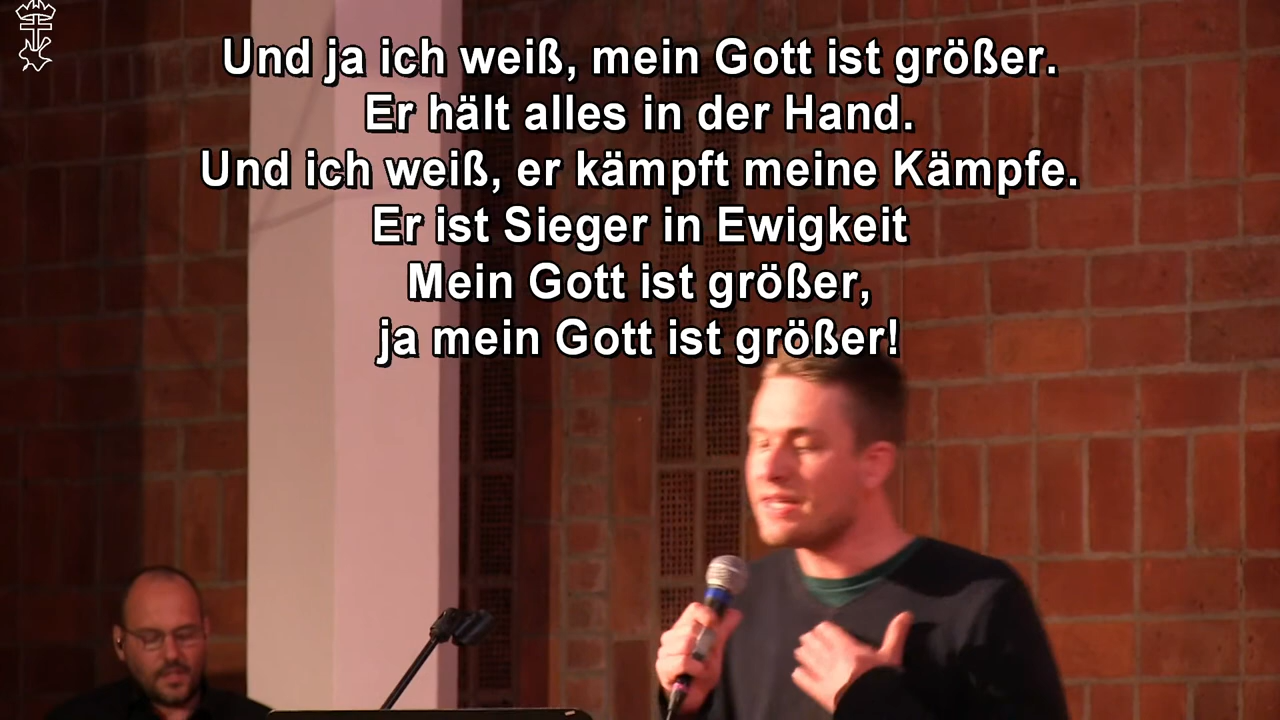 Und ja ich weiß, mein Gott ist größer.
Er hält alles in der Hand.
Und ich weiß, er kämpft meine Kämpfe.
Er ist Sieger in Ewigkeit
Mein Gott ist größer,
ja mein Gott ist größer!